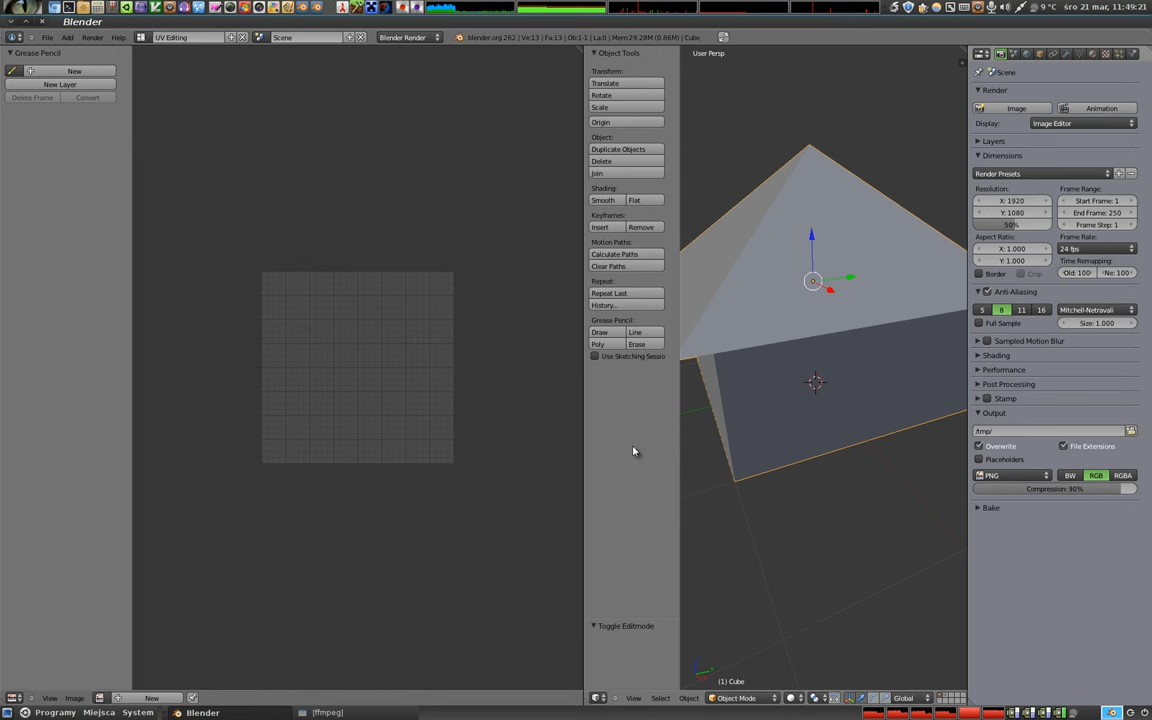 9 °C śro 21 mar, 11:49:21
Blender
File Add Render Help UV Editing Scene Blender Render blender.org 262 | Ve:13 | Fa:13 | Ob:1-1 | La:0 | Mem:29.28M (0.86M) | Cube
Grease Pencil
New
New Layer
Delete Frame Convert
View Image New
Object Tools
Transform:
Translate
Rotate
Scale
Origin
Object:
Duplicate Objects
Delete
Join
Shading:
Smooth Flat
Keyframes:
Insert Remove
Motion Paths:
Calculate Paths
Clear Paths
Repeat:
Repeat Last
History...
Grease Pencil:
Draw Line
Poly Erase
Use Sketching Sessio
Toggle Editmode
User Persp
(1) Cube
View Select Object Object Mode Global
Scene
Render
Image Animation
Display: Image Editor
Layers
Dimensions
Render Presets
Resolution: Frame Range:
X: 1920 Start Frame: 1
Y: 1080 End Frame: 250
50% Frame Step: 1
Aspect Ratio: Frame Rate:
X: 1.000 24 fps
Y: 1.000 Time Remapping:
Border Crop Old: 100 Ne: 100
Anti-Aliasing
5 8 11 16 Mitchell-Netravali
Full Sample Size: 1.000
Sampled Motion Blur
Shading
Performance
Post Processing
Stamp
Output
/tmp/
Overwrite File Extensions
Placeholders
PNG BW RGB RGBA
Compression: 90%
Bake
Programy Miejsca System Blender [ffmpeg]